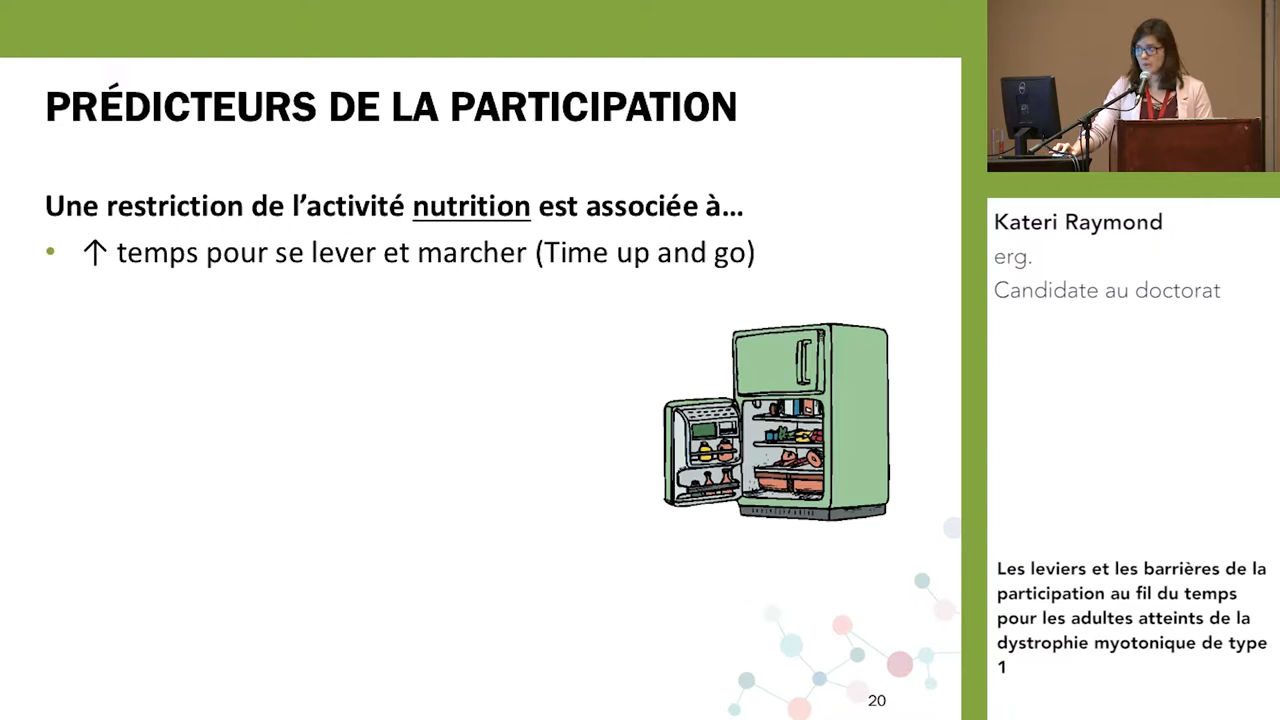 PRÉDICTEURS DE LA PARTICIPATION
Une restriction de l’activité nutrition est associée à…
• ↑ temps pour se lever et marcher (Time up and go)
20
Kateri Raymond
erg.
Candidate au doctorat
Les leviers et les barrières de la
participation au fil du temps
pour les adultes atteints de la
dystrophie myotonique de type
1